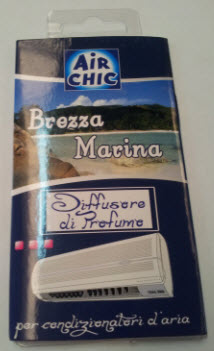 AIR
CHIC
Brezza
Marina
Diffusore
di Profumo
per condizionatori d'aria